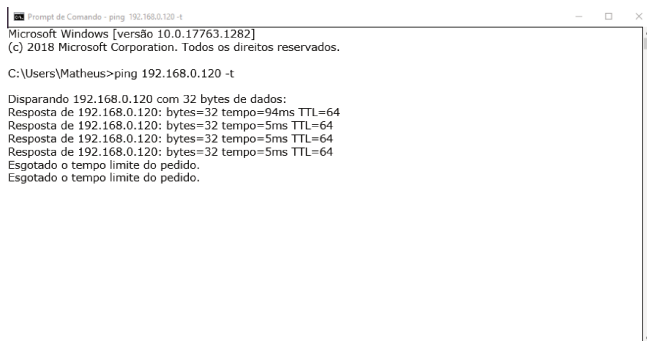 Prompt de Comando - ping 192.168.0.120 -t
Microsoft Windows [versão 10.0.17763.1282]
(c) 2018 Microsoft Corporation. Todos os direitos reservados.
C:\Users\Matheus>ping 192.168.0.120 -t
Disparando 192.168.0.120 com 32 bytes de dados:
Resposta de 192.168.0.120: bytes=32 tempo=94ms TTL=64
Resposta de 192.168.0.120: bytes=32 tempo=5ms TTL=64
Resposta de 192.168.0.120: bytes=32 tempo=5ms TTL=64
Resposta de 192.168.0.120: bytes=32 tempo=5ms TTL=64
Esgotado o tempo limite do pedido.
Esgotado o tempo limite do pedido.